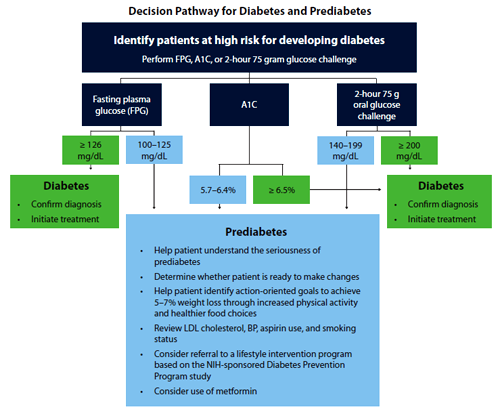 Decision Pathway for Diabetes and Prediabetes
Identify patients at high risk for developing diabetes
Perform FPG, A1C, or 2-hour 75 gram glucose challenge
Fasting plasma
glucose (FPG)
A1C
2-hour 75 g
oral glucose
challenge
≥ 126
mg/dL
100–125
mg/dL
140–199
mg/dL
≥ 200
mg/dL
Diabetes
• Confirm diagnosis
• Initiate treatment
5.7–6.4%
≥ 6.5%
Diabetes
• Confirm diagnosis
• Initiate treatment
Prediabetes
• Help patient understand the seriousness of
prediabetes
• Determine whether patient is ready to make changes
• Help patient identify action-oriented goals to achieve
5–7% weight loss through increased physical activity
and healthier food choices
• Review LDL cholesterol, BP, aspirin use, and smoking
status
• Consider referral to a lifestyle intervention program
based on the NIH-sponsored Diabetes Prevention
Program study
• Consider use of metformin